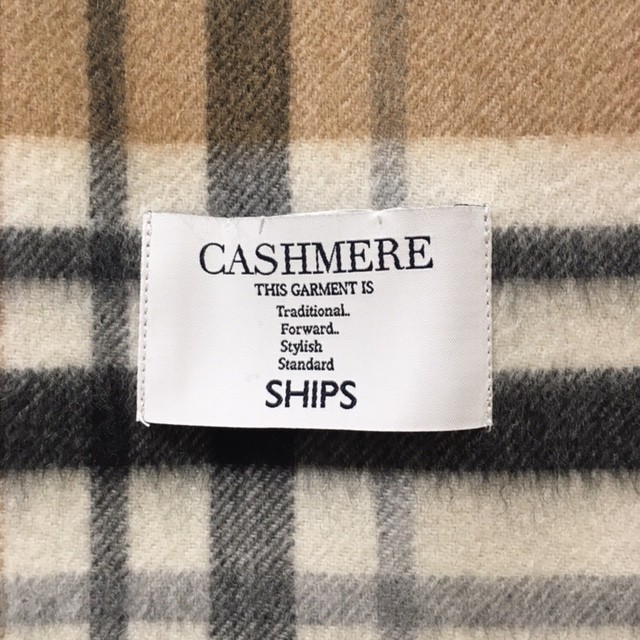 CASHMERE
THIS GARMENT IS
Traditional..
Forward..
Stylish
Standard
SHIPS